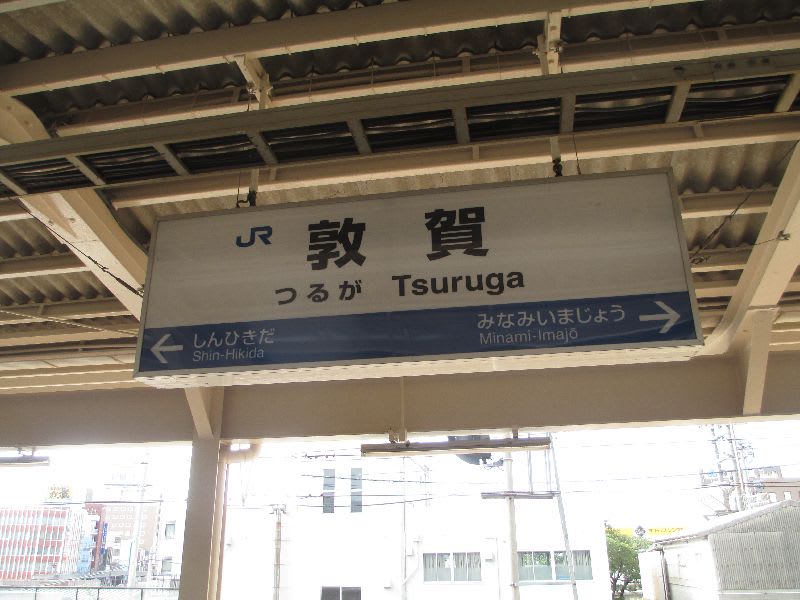 JR 敦賀
つるが Tsuruga
← しんひきだ みなみいまじょう →
Shin-Hikida Minami-Imajō